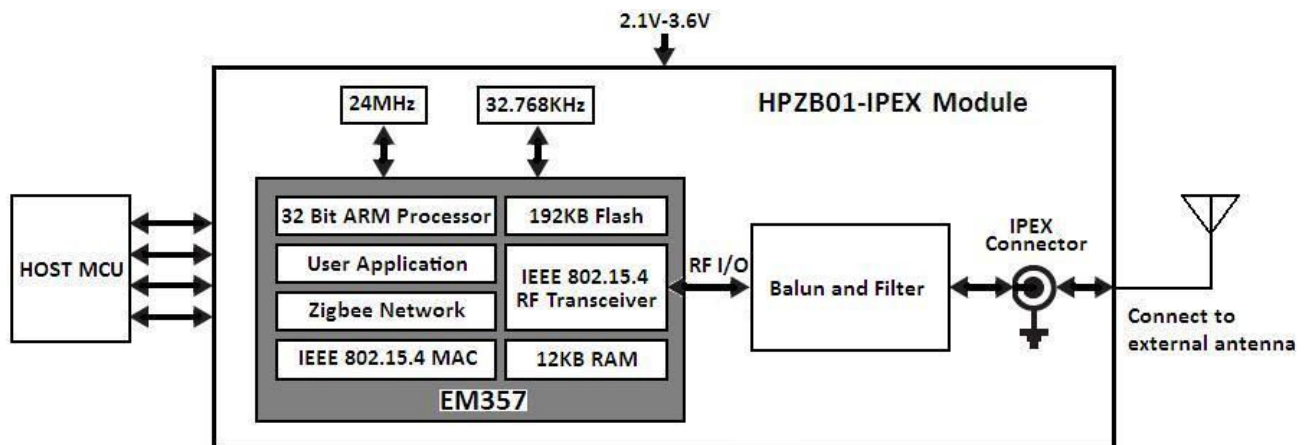 2.1V-3.6V
HPZB01-IPEX Module
24MHz
32.768KHz
HOST MCU
32 Bit ARM Processor
192KB Flash
User Application
IEEE 802.15.4
RF Transceiver
Zigbee Network
IEEE 802.15.4 MAC
12KB RAM
EM357
RF I/O
Balun and Filter
IPEX
Connector
Connect to
external antenna